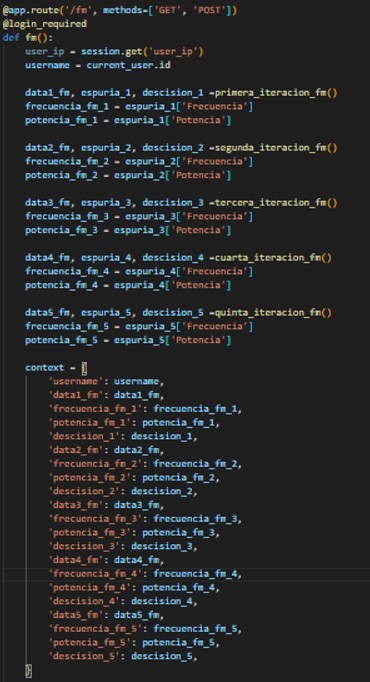 @app.route('/fm', methods=['GET', 'POST'])
@login_required
def fm():
    user_ip = session.get('user_ip')
    username = current_user.id

    data1_fm, espuria_1, descision_1 =primera_iteracion_fm()
    frecuencia_fm_1 = espuria_1['Frecuencia']
    potencia_fm_1 = espuria_1['Potencia']

    data2_fm, espuria_2, descision_2 =segunda_iteracion_fm()
    frecuencia_fm_2 = espuria_2['Frecuencia']
    potencia_fm_2 = espuria_2['Potencia']

    data3_fm, espuria_3, descision_3 =tercera_iteracion_fm()
    frecuencia_fm_3 = espuria_3['Frecuencia']
    potencia_fm_3 = espuria_3['Potencia']

    data4_fm, espuria_4, descision_4 =cuarta_iteracion_fm()
    frecuencia_fm_4 = espuria_4['Frecuencia']
    potencia_fm_4 = espuria_4['Potencia']

    data5_fm, espuria_5, descision_5 =quinta_iteracion_fm()
    frecuencia_fm_5 = espuria_5['Frecuencia']
    potencia_fm_5 = espuria_5['Potencia']

    context = {
        'username': username,
        'data1_fm': data1_fm,
        'frecuencia_fm_1': frecuencia_fm_1,
        'potencia_fm_1': potencia_fm_1,
        'descision_1': descision_1,
        'data2_fm': data2_fm,
        'frecuencia_fm_2': frecuencia_fm_2,
        'potencia_fm_2': potencia_fm_2,
        'descision_2': descision_2,
        'data3_fm': data3_fm,
        'frecuencia_fm_3': frecuencia_fm_3,
        'potencia_fm_3': potencia_fm_3,
        'descision_3': descision_3,
        'data4_fm': data4_fm,
        'frecuencia_fm_4': frecuencia_fm_4,
        'potencia_fm_4': potencia_fm_4,
        'descision_4': descision_4,
        'data5_fm': data5_fm,
        'frecuencia_fm_5': frecuencia_fm_5,
        'potencia_fm_5': potencia_fm_5,
        'descision_5': descision_5,
    }